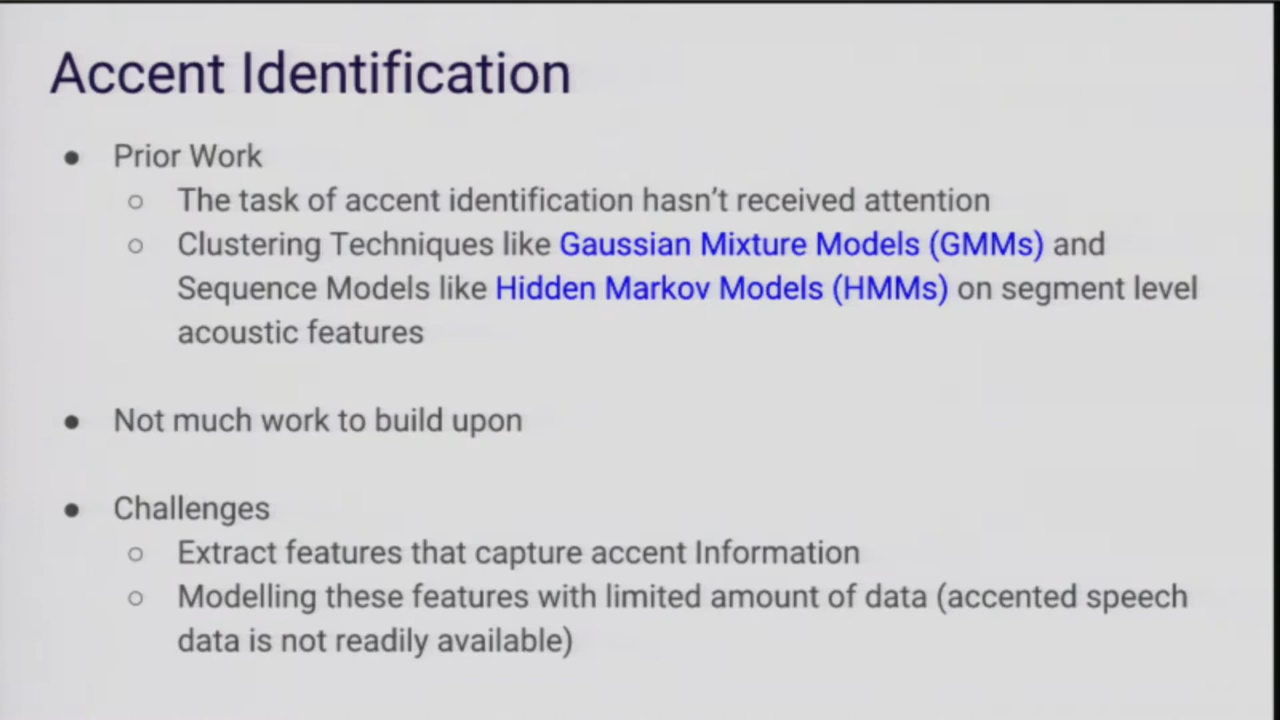 Accent Identification
● Prior Work
○ The task of accent identification hasn't received attention
○ Clustering Techniques like Gaussian Mixture Models (GMMs) and
Sequence Models like Hidden Markov Models (HMMs) on segment level
acoustic features
● Not much work to build upon
● Challenges
○ Extract features that capture accent Information
○ Modelling these features with limited amount of data (accented speech
data is not readily available)